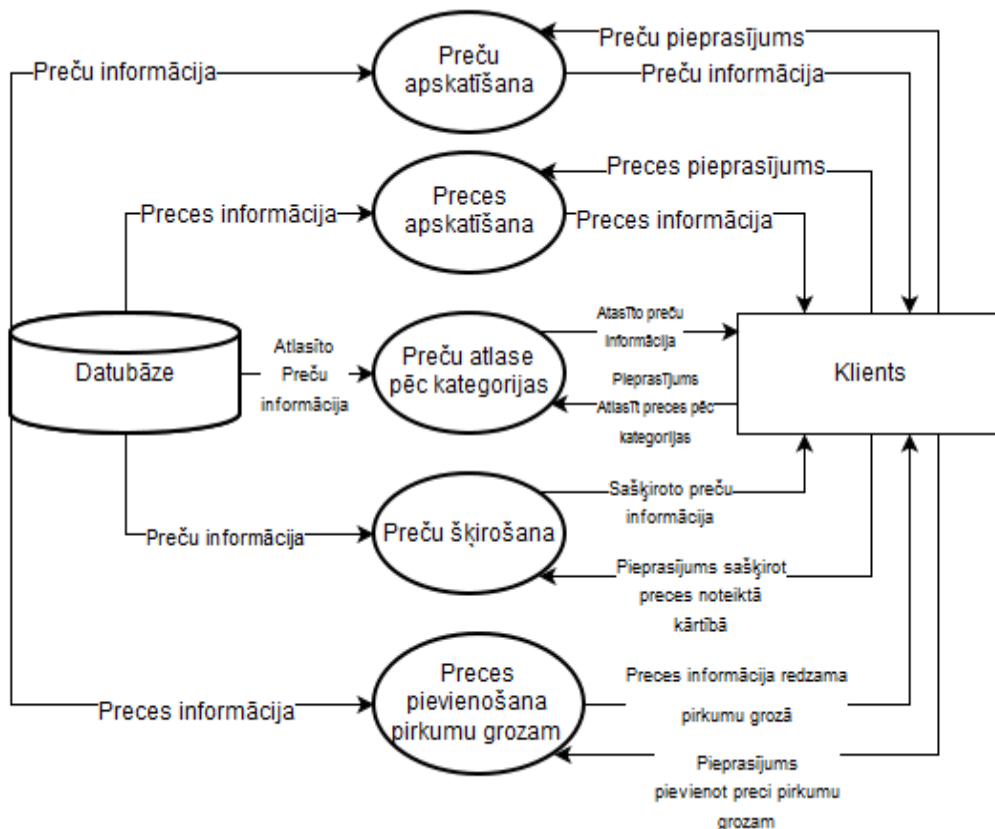 Preču pieprasījums
Preču informācija
Preču
apskatīšana
Preču informācija
Preces pieprasījums
Preces informācija
Preces
apskatīšana
Preces informācija
Datubāze
Atlasīto
Preču
informācija
Preču atlase
pēc kategorijas
Atasīto preču
informācija
Pieprasījums
Atlasīt preces pēc
kategorijas
Klients
Preču informācija
Preču šķirošana
Sašķiroto preču
informācija
Pieprasījums sašķirot
preces noteiktā
kārtībā
Preces informācija
Preces
pievienošana
pirkumu grozam
Preces informācija redzama
pirkumu grozā
Pieprasījums
pievienot preci pirkumu
grozam